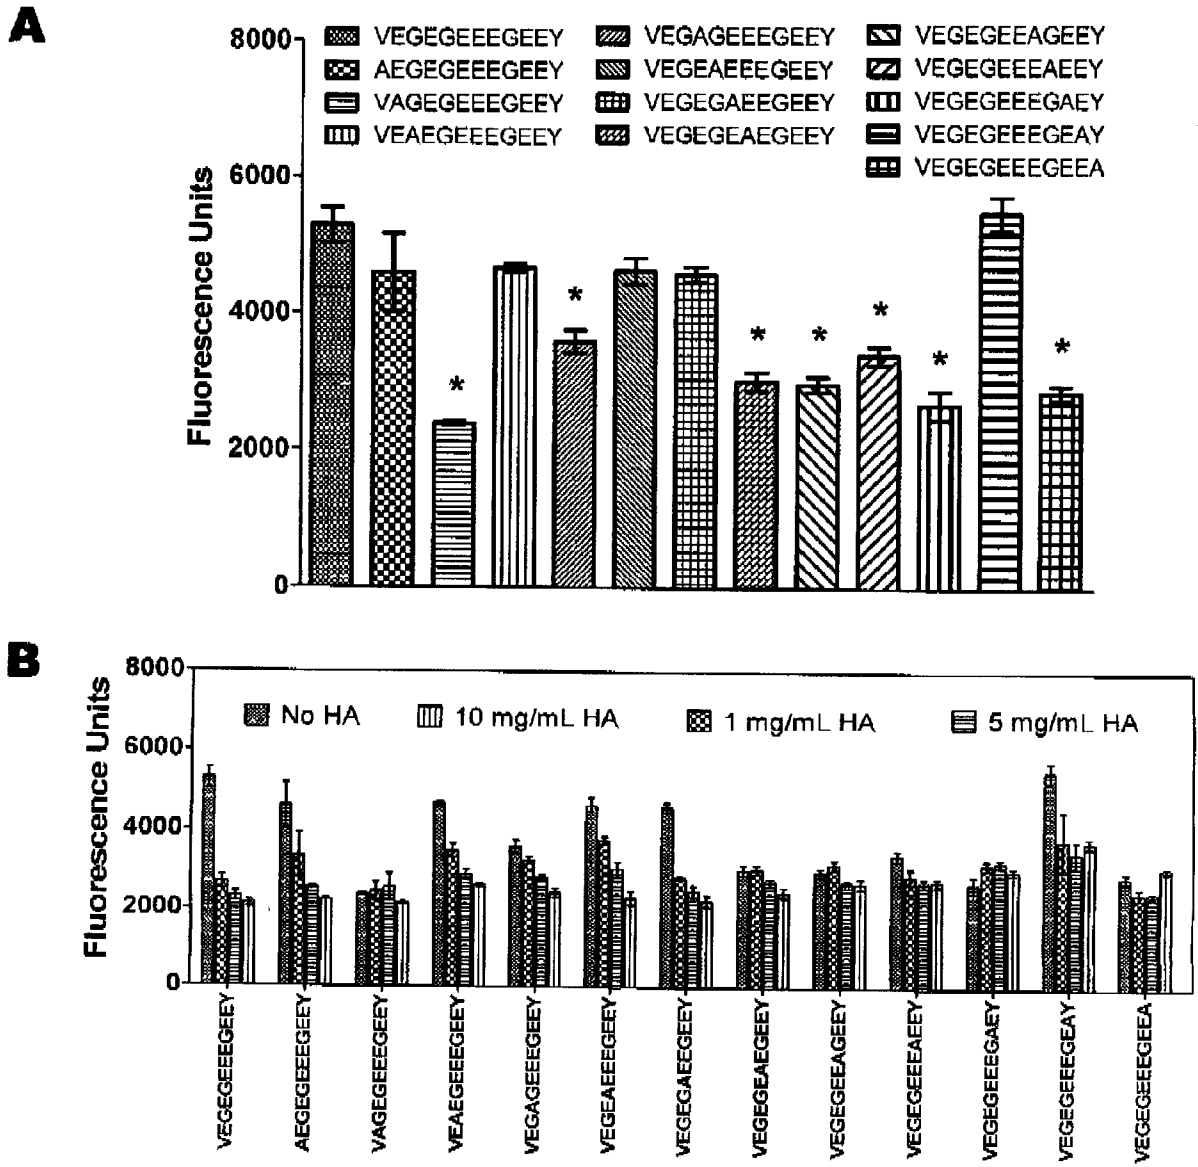 A
8000
6000
4000
2000
0
Fluorescence Units
VEGEGEEEGEEY
AEGEGEEEGEEY
VAGEGEEEGEEY
VEAEGEEEGEEY
VEGAGEEEGEEY
VEGEAEEEGEEY
VEGEGAEEGEEY
VEGEGEAEGEEY
VEGEGEEAGEEY
VEGEGEEEAEEY
VEGEGEEEGAEY
VEGEGEEEGEAY
VEGEGEEEGEEA
*
*
*
*
*
*
*
B
8000
6000
4000
2000
0
Fluorescence Units
No HA
10 mg/mL HA
1 mg/mL HA
5 mg/mL HA
VEGEGEEEGEEY
AEGEGEEEGEEY
VAGEGEEEGEEY
VEAEGEEEGEEY
VEGAGEEEGEEY
VEGEAEEEGEEY
VEGEGAEEGEEY
VEGEGEAEGEEY
VEGEGEEAGEEY
VEGEGEEEAEEY
VEGEGEEEGAEY
VEGEGEEEGEAY
VEGEGEEEGEEA